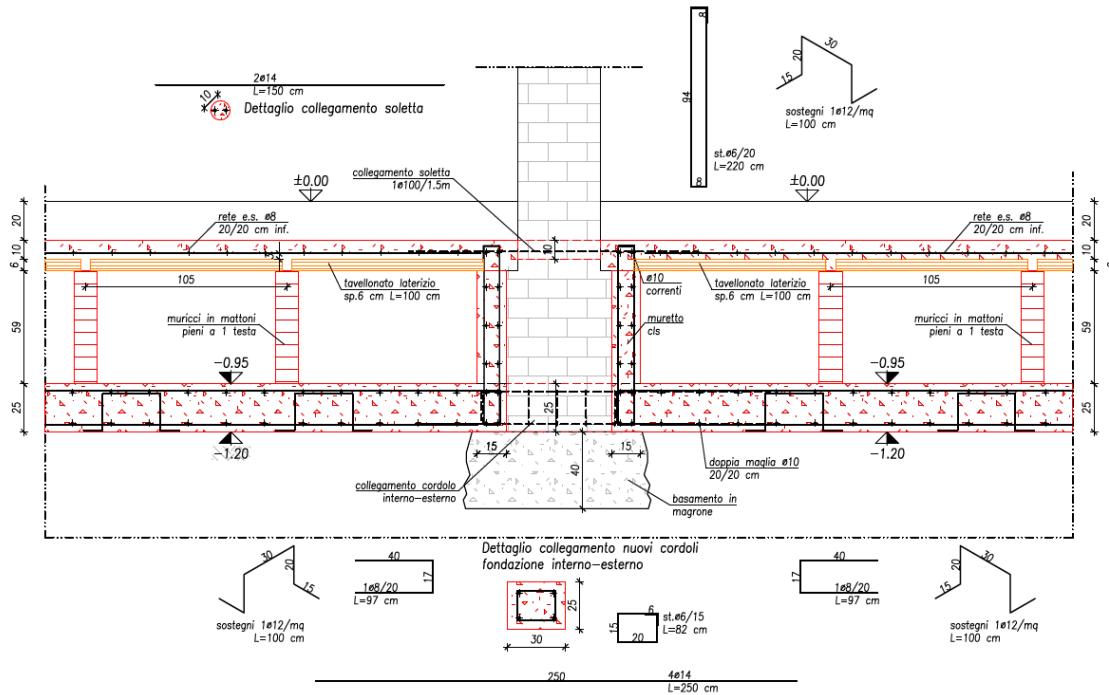 8
94
8
st.ø6/20
L=220 cm
30
20
15
sostegni 1ø12/mq
L=100 cm
2ø14
L=150 cm
10
Dettaglio collegamento soletta
collegamento soletta
1ø100/1.5m
±0.00
±0.00
20
10
6
59
25
rete e.s. ø8
20/20 cm inf.
rete e.s. ø8
20/20 cm inf.
20
10
59
25
105
tavellonato laterizio
sp.6 cm L=100 cm
ø10
correnti
tavellonato laterizio
sp.6 cm L=100 cm
105
muricci in mattoni
pieni a 1 testa
muretto
cls
muricci in mattoni
pieni a 1 testa
-0.95
-0.95
25
-1.20
-1.20
15
15
40
collegamento cordolo
interno-esterno
doppia maglia ø10
20/20 cm
basamento in
magrone
Dettaglio collegamento nuovi cordoli
fondazione interno-esterno
30
20
15
sostegni 1ø12/mq
L=100 cm
40
17
1ø8/20
L=97 cm
25
30
6
15
20
st.ø6/15
L=82 cm
40
17
1ø8/20
L=97 cm
30
20
15
sostegni 1ø12/mq
L=100 cm
250
4ø14
L=250 cm